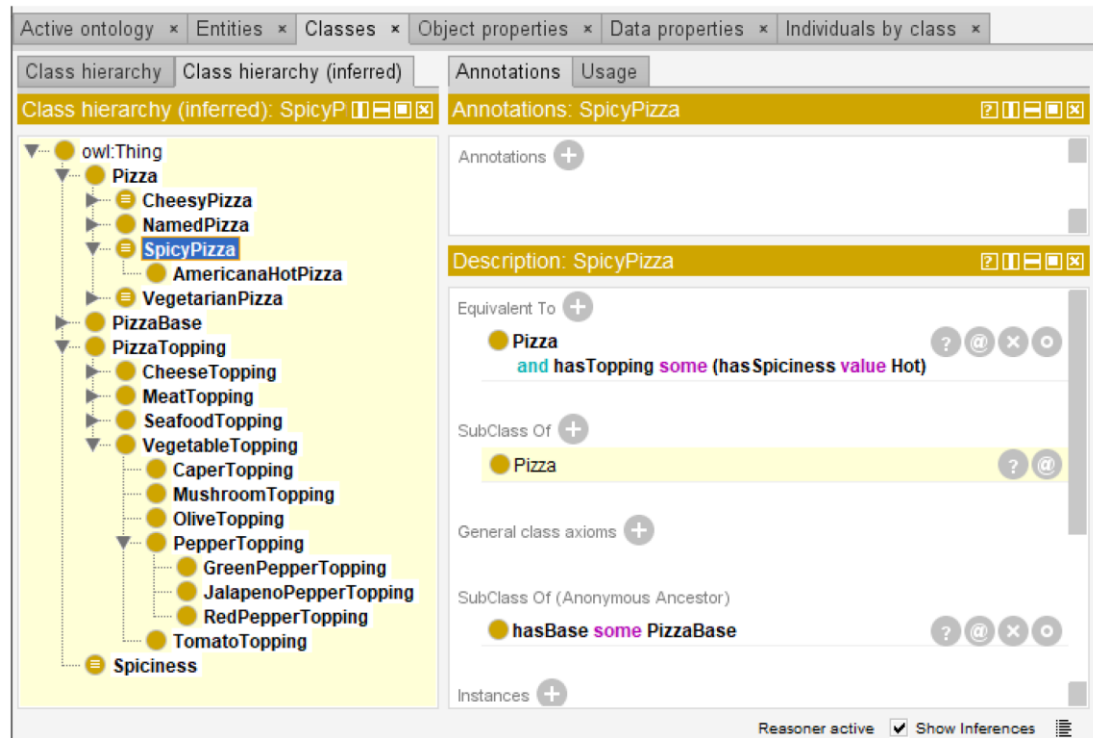 Active ontology × Entities × Classes × Object properties × Data properties × Individuals by class ×
Class hierarchy Class hierarchy (inferred)
Class hierarchy (inferred): SpicyP
owl:Thing
Pizza
CheesyPizza
NamedPizza
SpicyPizza
AmericanaHotPizza
VegetarianPizza
PizzaBase
PizzaTopping
CheeseTopping
MeatTopping
SeafoodTopping
VegetableTopping
CaperTopping
MushroomTopping
OliveTopping
PepperTopping
GreenPepperTopping
JalapenoPepperTopping
RedPepperTopping
TomatoTopping
Spiciness
Annotations Usage
Annotations: SpicyPizza
Annotations
Description: SpicyPizza
Equivalent To
Pizza
and hasTopping some (hasSpiciness value Hot)
SubClass Of
Pizza
General class axioms
SubClass Of (Anonymous Ancestor)
hasBase some PizzaBase
Instances
Reasoner active Show Inferences